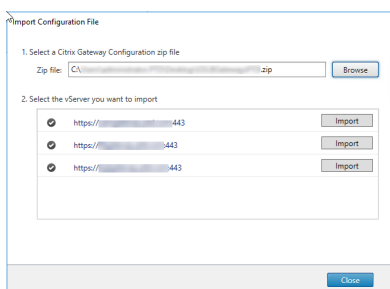 Import Configuration File
1. Select a Citrix Gateway Configuration zip file
Zip file: C:\ .zip Browse
2. Select the vServer you want to import
https:// 443 Import
https:// :443 Import
https:// 443 Import
Close